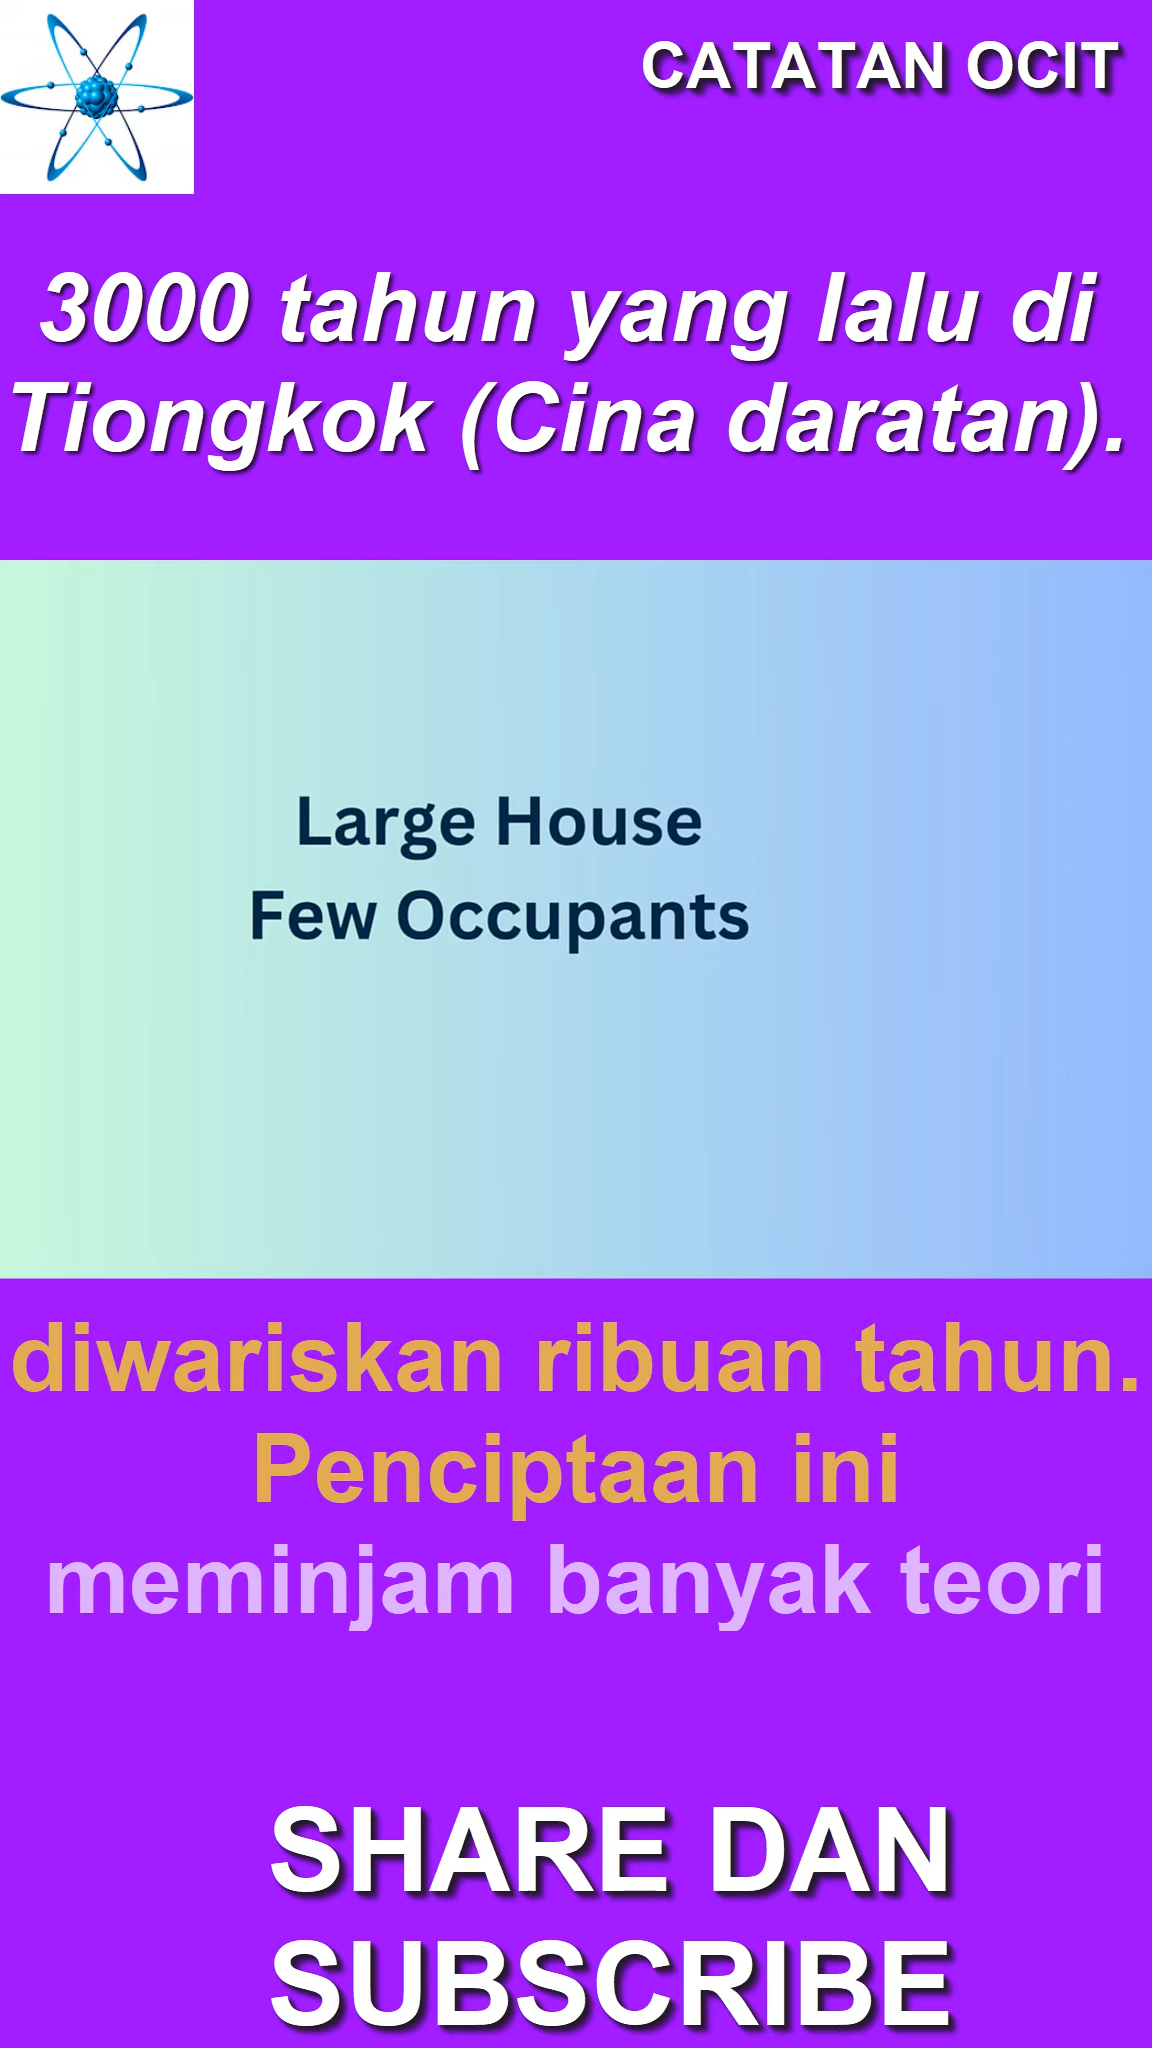 CATATAN OCIT
3000 tahun yang lalu di
Tiongkok (Cina daratan).
Large House
Few Occupants
diwariskan ribuan tahun.
Penciptaan ini
meminjam banyak teori
SHARE DAN
SUBSCRIBE